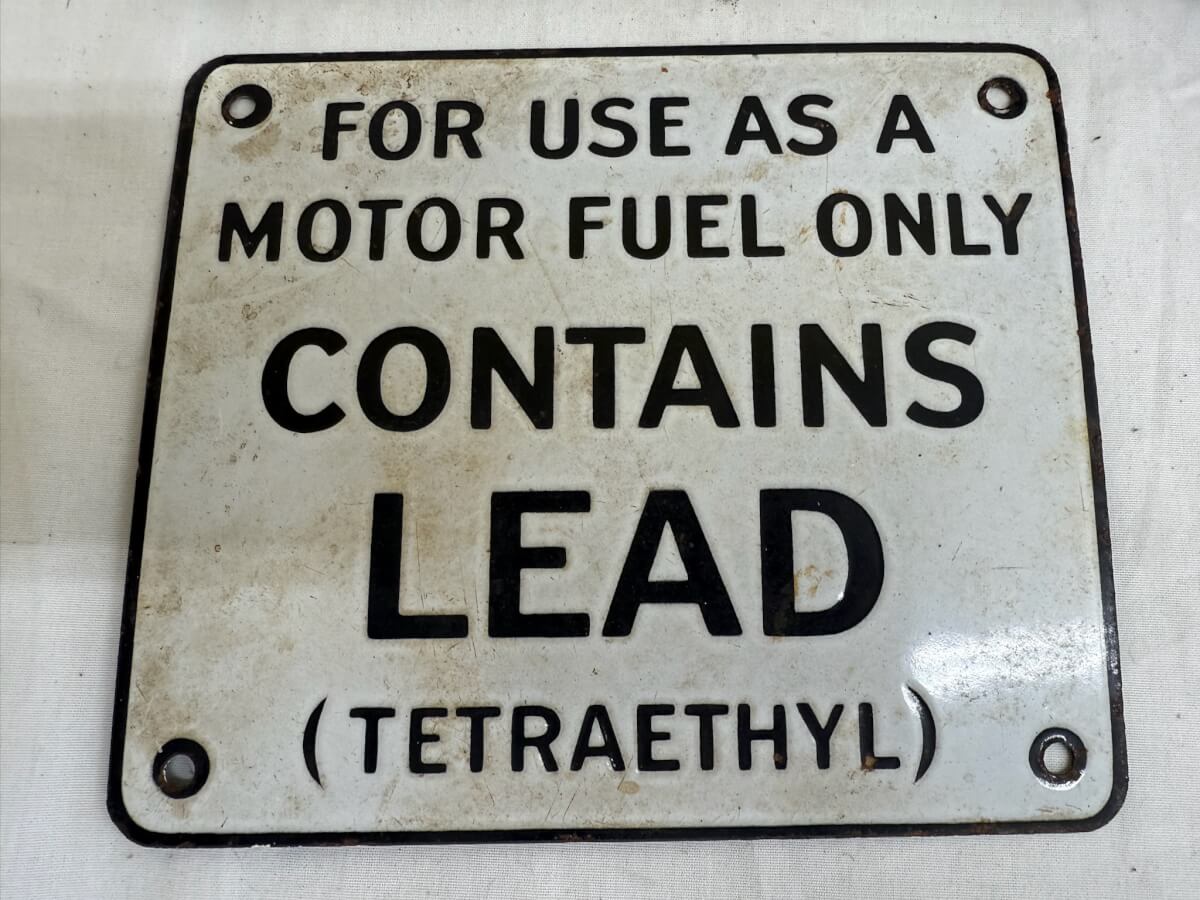 FOR USE AS A
MOTOR FUEL ONLY
CONTAINS
LEAD
(TETRAETHYL)